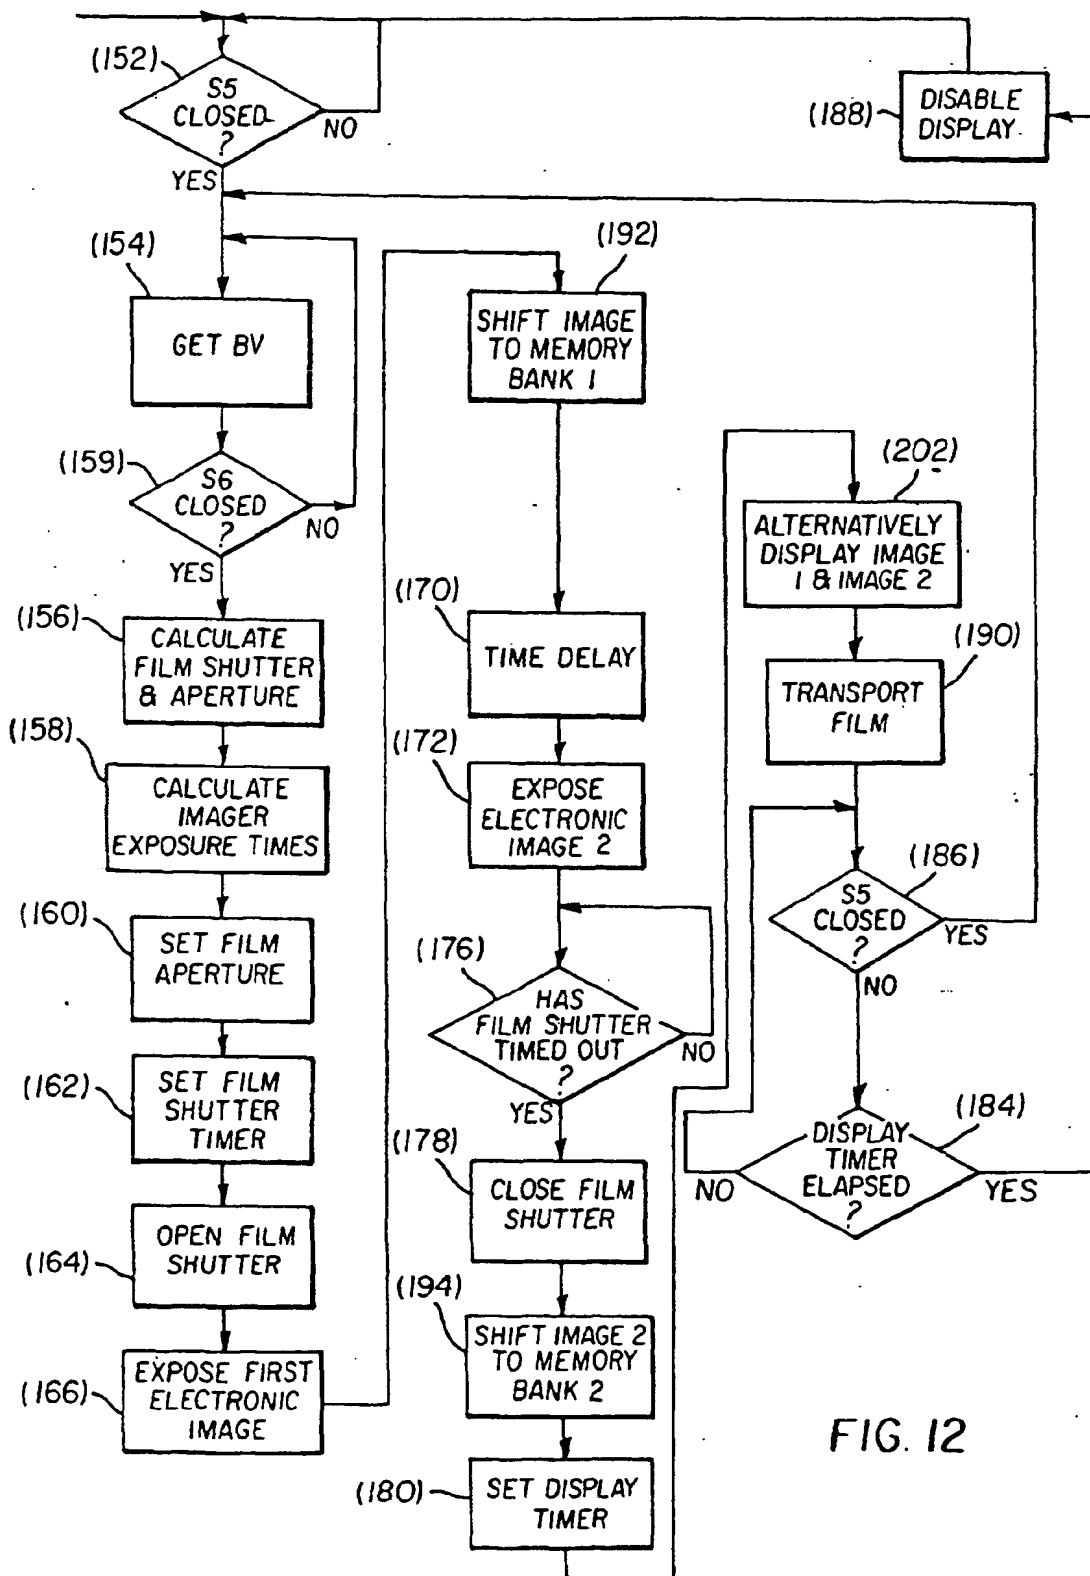 (152)
S5
CLOSED
?
NO
YES
DISABLE
DISPLAY
(188)
(154)
GET BV
(159)
S6
CLOSED
?
NO
YES
(156)
CALCULATE
FILM SHUTTER
& APERTURE
(158)
CALCULATE
IMAGER
EXPOSURE TIMES
(160)
SET FILM
APERTURE
(162)
SET FILM
SHUTTER
TIMER
(164)
OPEN FILM
SHUTTER
(166)
EXPOSE FIRST
ELECTRONIC
IMAGE
(192)
SHIFT IMAGE
TO MEMORY
BANK 1
(170)
TIME DELAY
(172)
EXPOSE
ELECTRONIC
IMAGE 2
(176)
HAS
FILM SHUTTER
TIMED OUT
?
NO
YES
(178)
CLOSE FILM
SHUTTER
(194)
SHIFT IMAGE 2
TO MEMORY
BANK 2
(180)
SET DISPLAY
TIMER
(202)
ALTERNATIVELY
DISPLAY IMAGE
1 & IMAGE 2
(190)
TRANSPORT
FILM
(186)
S5
CLOSED
?
YES
NO
(184)
DISPLAY
TIMER
ELAPSED
?
NO
YES
FIG. 12